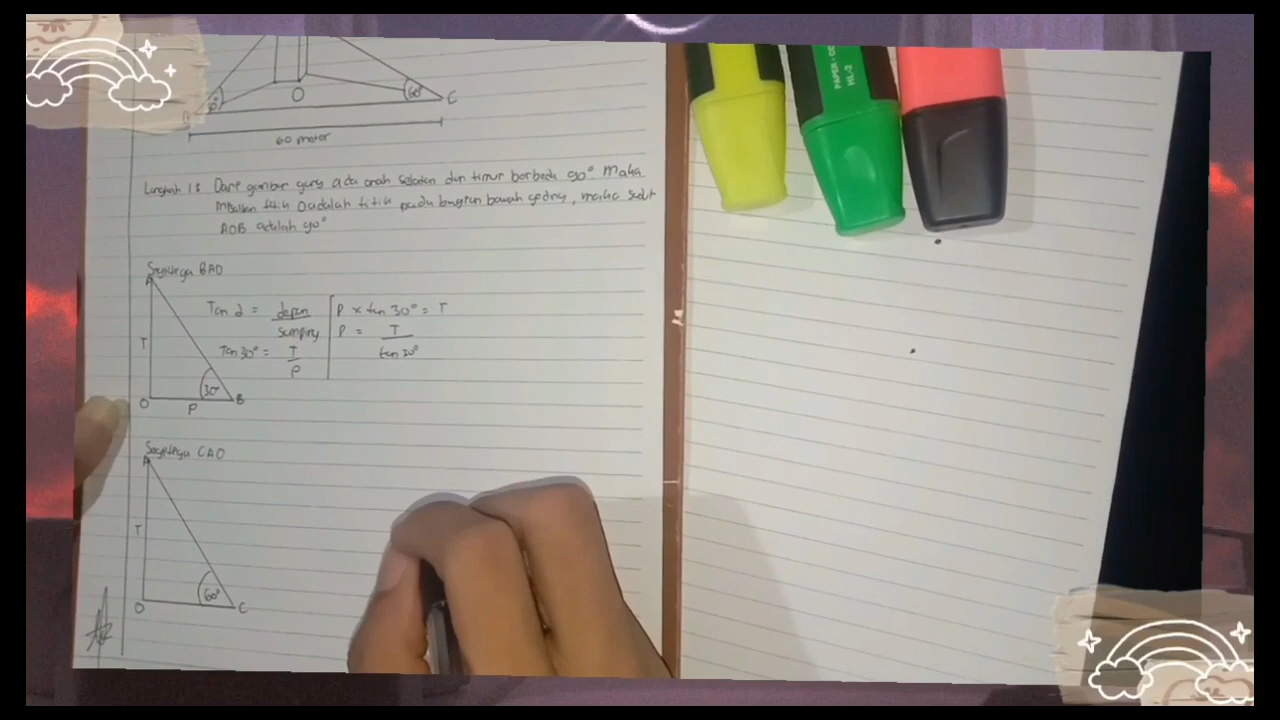 O
60°
C
60 meter
Langkah 1 : Dari gambar yang ada arah selatan dan timur berbeda 90° Maka
misalkan titik O adalah titik pada bagian bawah gedung, maka sudut
AOB adalah 90°
Segitiga BAO
A
T
O
P
B
30°
Tan α = depan
samping
Tan 30° = T
P
P x tan 30° = T
P = T
tan 30°
Segitiga CAO
A
T
O
C
60°
PAPER-CO
HL-2